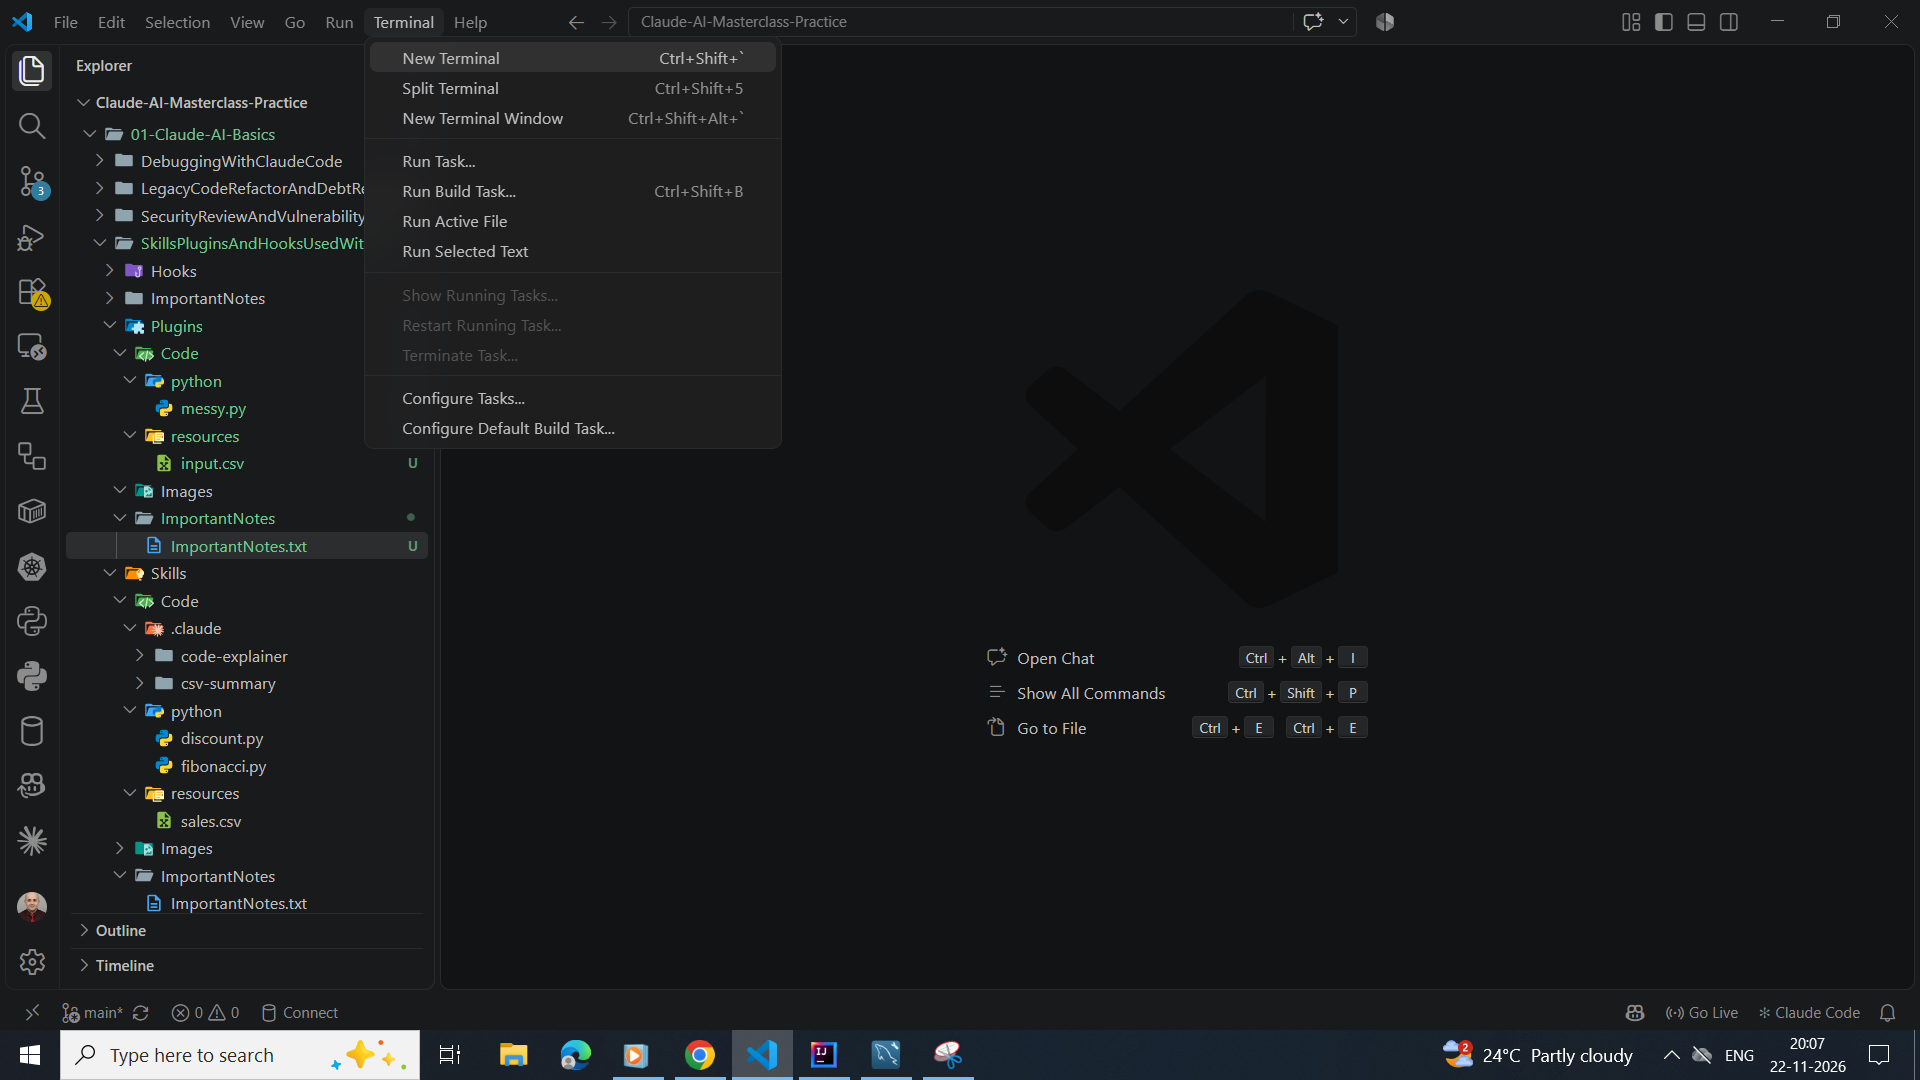 File Edit Selection View Go Run Terminal Help
Claude-AI-Masterclass-Practice
Explorer
Claude-AI-Masterclass-Practice
01-Claude-AI-Basics
DebuggingWithClaudeCode
LegacyCodeRefactorAndDebtRe
SecurityReviewAndVulnerability
SkillsPluginsAndHooksUsedWit
Hooks
ImportantNotes
Plugins
Code
python
messy.py
resources
input.csv U
Images
ImportantNotes
ImportantNotes.txt U
Skills
Code
.claude
code-explainer
csv-summary
python
discount.py
fibonacci.py
resources
sales.csv
Images
ImportantNotes
ImportantNotes.txt
Outline
Timeline
3
New Terminal Ctrl+Shift+`
Split Terminal Ctrl+Shift+5
New Terminal Window Ctrl+Shift+Alt+`
Run Task...
Run Build Task... Ctrl+Shift+B
Run Active File
Run Selected Text
Show Running Tasks...
Restart Running Task...
Terminate Task...
Configure Tasks...
Configure Default Build Task...
Open Chat Ctrl + Alt + I
Show All Commands Ctrl + Shift + P
Go to File Ctrl + E Ctrl + E
main* 0 0 Connect
Go Live Claude Code
Type here to search
IJ
2
24°C Partly cloudy
ENG
20:07
22-11-2026